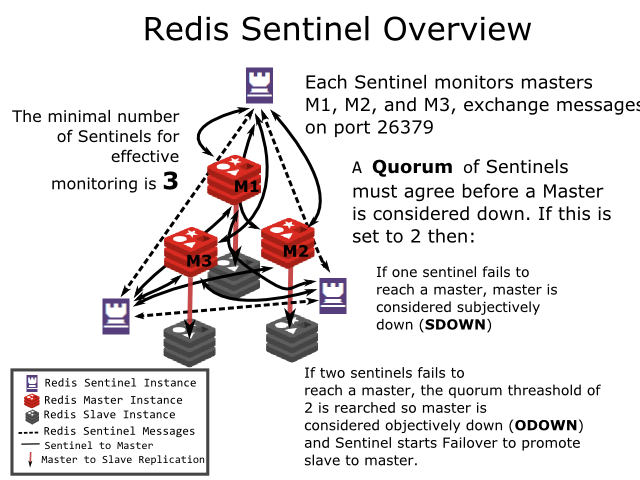 Redis Sentinel Overview
Each Sentinel monitors masters
M1, M2, and M3, exchange messages
on port 26379
The minimal number
of Sentinels for
effective
monitoring is 3
A Quorum of Sentinels
must agree before a Master
is considered down. If this is
set to 2 then:
M1
M2
M3
If one sentinel fails to
reach a master, master is
considered subjectively
down (SDOWN)
If two sentinels fails to
reach a master, the quorum threashold of
2 is rearched so master is
considered objectively down (ODOWN)
and Sentinel starts Failover to promote
slave to master.
Redis Sentinel Instance
Redis Master Instance
Redis Slave Instance
Redis Sentinel Messages
Sentinel to Master
Master to Slave Replication